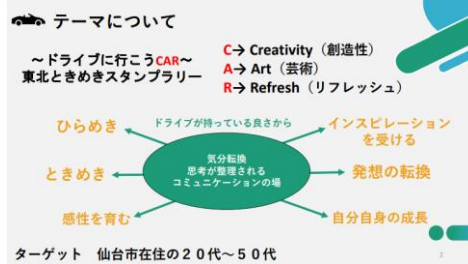 テーマについて
～ドライブに行こうCAR～
東北ときめきスタンプラリー
C→ Creativity（創造性）
A→ Art（芸術）
R→ Refresh（リフレッシュ）
ドライブが持っている良さから
ひらめき
ときめき
感性を育む
気分転換
思考が整理される
コミュニケーションの場
インスピレーション
を受ける
発想の転換
自分自身の成長
ターゲット　仙台市在住の２０代～５０代
2